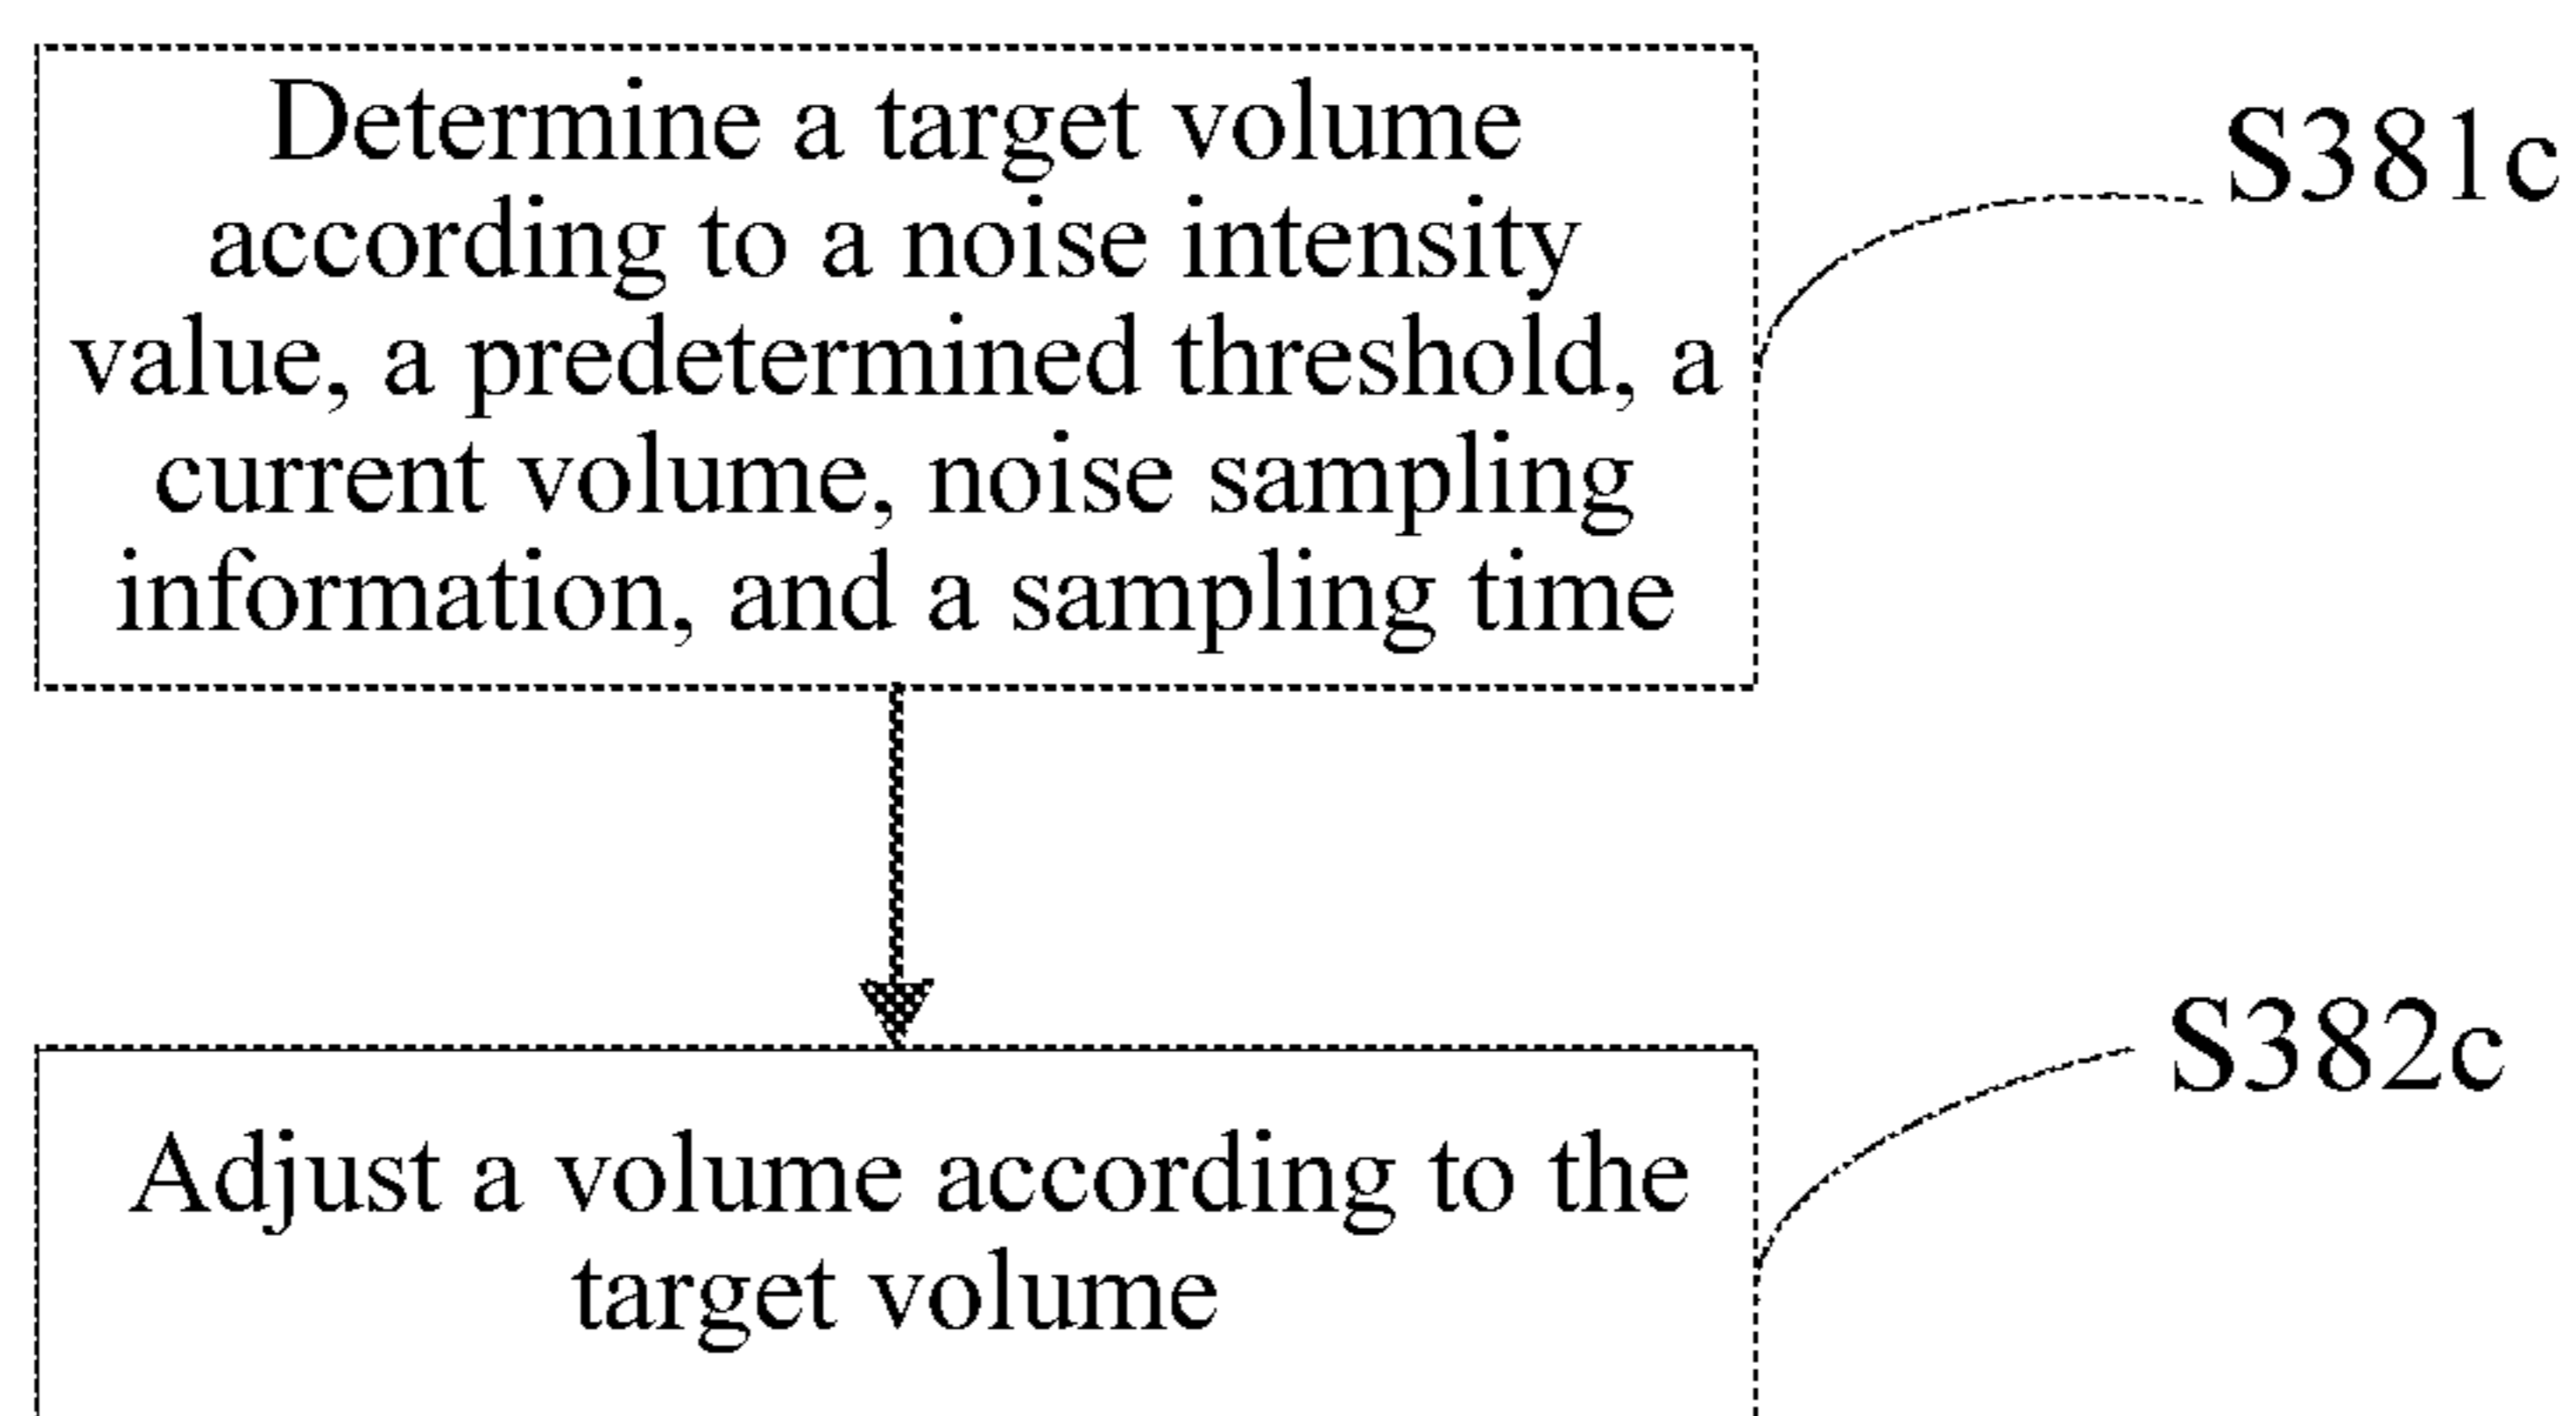 Determine a target volume
according to a noise intensity
value, a predetermined threshold, a
current volume, noise sampling
information, and a sampling time
S381c
Adjust a volume according to the
target volume
S382c